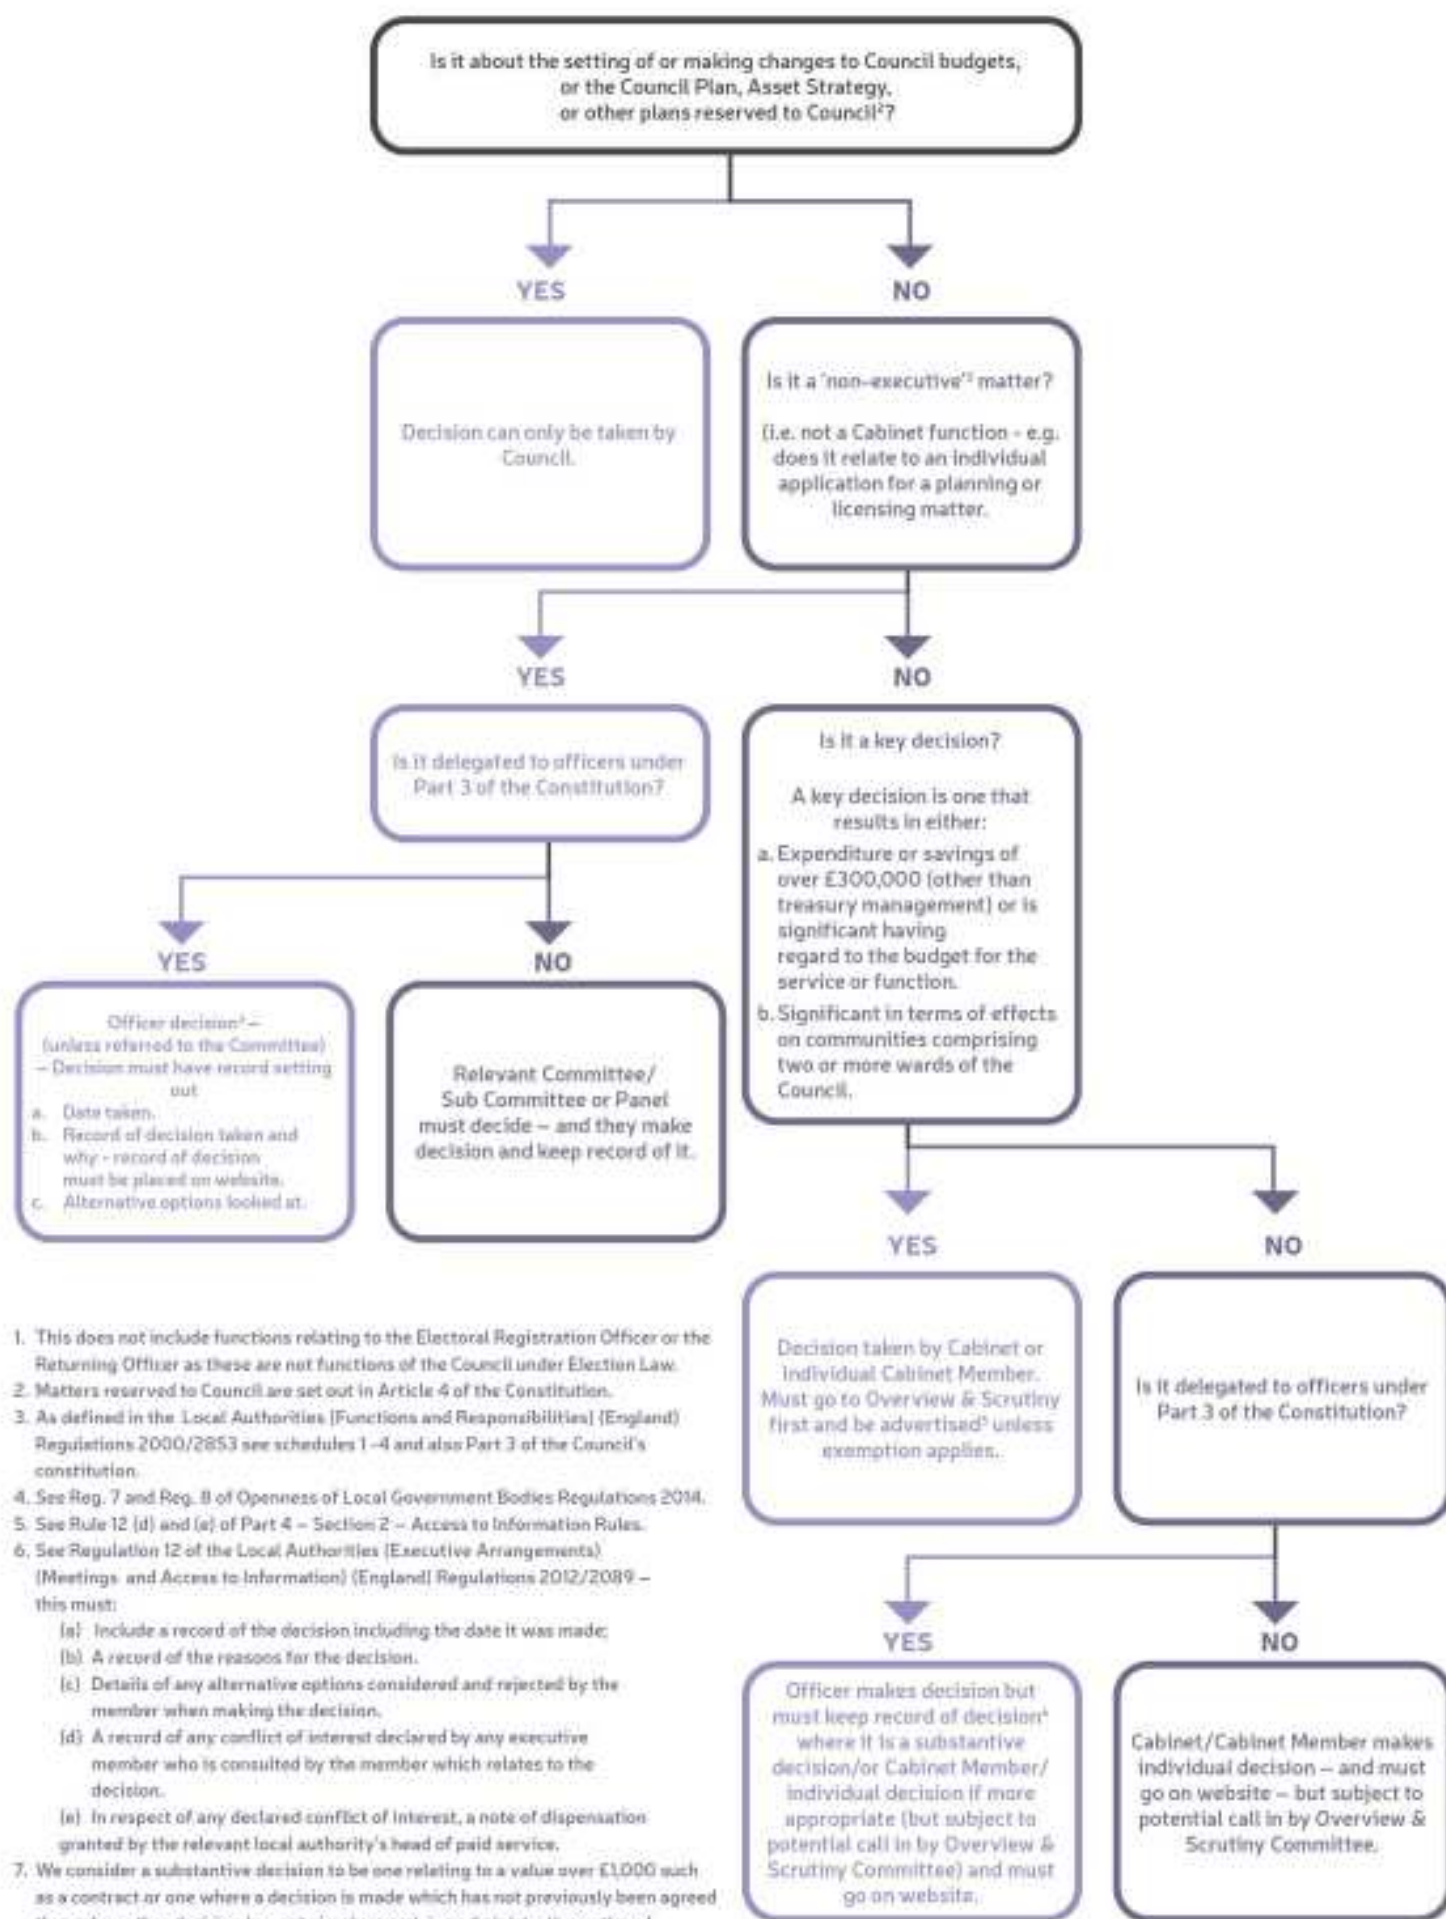 Is it about the setting of or making changes to Council budgets,
or the Council Plan, Asset Strategy,
or other plans reserved to Council²?
YES
NO
Decision can only be taken by
Council.
Is it a 'non-executive'³ matter?
(i.e. not a Cabinet function - e.g.
does it relate to an individual
application for a planning or
licensing matter.
YES
NO
Is it delegated to officers under
Part 3 of the Constitution?
Is it a key decision?
A key decision is one that
results in either:
a. Expenditure or savings of
over £300,000 (other than
treasury management) or is
significant having
regard to the budget for the
service or function.
b. Significant in terms of effects
on communities comprising
two or more wards of the
Council.
YES
NO
Officer decision⁴ –
(unless referred to the Committee)
– Decision must have record setting
out
a. Date taken.
b. Record of decision taken and
why - record of decision
must be placed on website.
c. Alternative options looked at.
Relevant Committee/
Sub Committee or Panel
must decide – and they make
decision and keep record of it.
YES
NO
Decision taken by Cabinet or
Individual Cabinet Member.
Must go to Overview & Scrutiny
first and be advertised⁵ unless
exemption applies.
Is it delegated to officers under
Part 3 of the Constitution?
YES
NO
Officer makes decision but
must keep record of decision⁶
where it is a substantive
decision/or Cabinet Member/
individual decision if more
appropriate (but subject to
potential call in by Overview &
Scrutiny Committee) and must
go on website.
Cabinet/Cabinet Member makes
individual decision – and must
go on website – but subject to
potential call in by Overview &
Scrutiny Committee.
1. This does not include functions relating to the Electoral Registration Officer or the
Returning Officer as these are not functions of the Council under Election Law.
2. Matters reserved to Council are set out in Article 4 of the Constitution.
3. As defined in the Local Authorities (Functions and Responsibilities) (England)
Regulations 2000/2853 see schedules 1-4 and also Part 3 of the Council's
constitution.
4. See Reg. 7 and Reg. 8 of Openness of Local Government Bodies Regulations 2014.
5. See Rule 12 (d) and (e) of Part 4 – Section 2 – Access to Information Rules.
6. See Regulation 12 of the Local Authorities (Executive Arrangements)
(Meetings and Access to Information) (England) Regulations 2012/2089 –
this must:
(a) Include a record of the decision including the date it was made;
(b) A record of the reasons for the decision.
(c) Details of any alternative options considered and rejected by the
member when making the decision.
(d) A record of any conflict of interest declared by any executive
member who is consulted by the member which relates to the
decision.
(e) In respect of any declared conflict of interest, a note of dispensation
granted by the relevant local authority's head of paid service.
7. We consider a substantive decision to be one relating to a value over £1,000 such
as a contract or one where a decision is made which has not previously been agreed